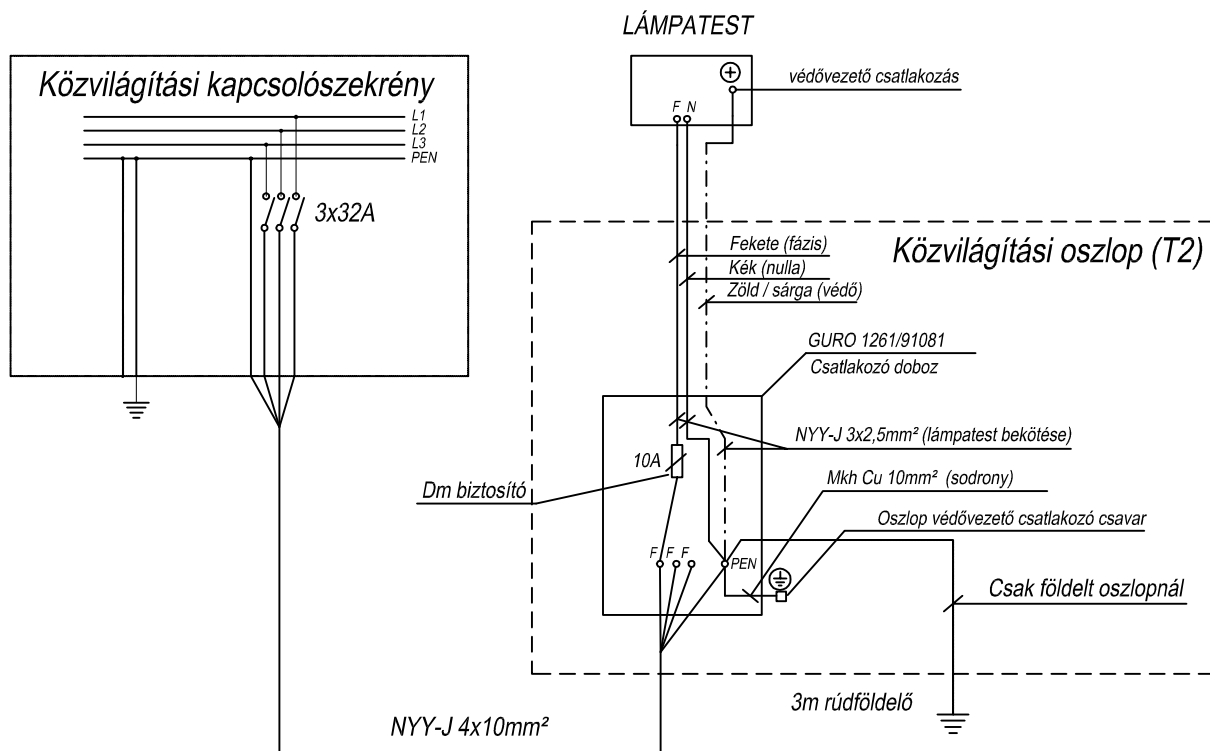 LÁMPATEST
Közvilágítási kapcsolószekrény
L1
L2
L3
PEN
3x32A
védővezető csatlakozás
F N
Fekete (fázis)
Kék (nulla)
Zöld / sárga (védő)
Közvilágítási oszlop (T2)
GURO 1261/91081
Csatlakozó doboz
NYY-J 3x2,5mm² (lámpatest bekötése)
10A
Dm biztosító
Mkh Cu 10mm² (sodrony)
Oszlop védővezető csatlakozó csavar
F F F
PEN
Csak földelt oszlopnál
3m rúdföldelő
NYY-J 4x10mm²